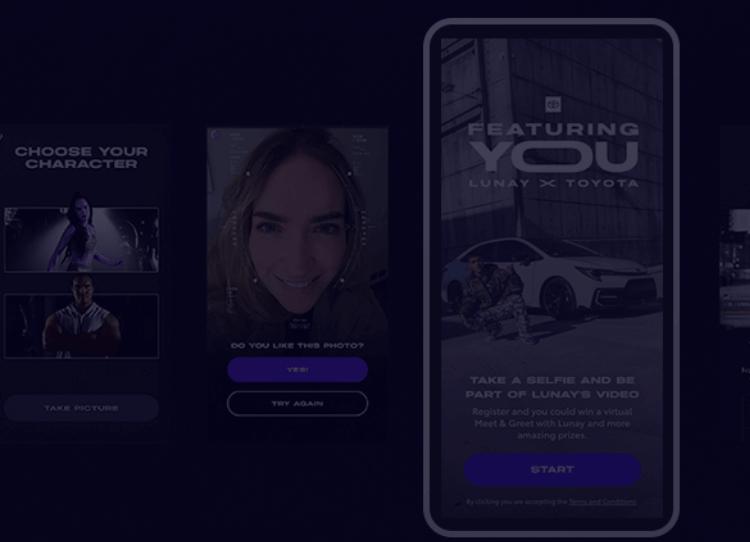 CHOOSE YOUR
CHARACTER
TAKE PICTURE
DO YOU LIKE THIS PHOTO?
YES!
TRY AGAIN
FEATURING
YOU
LUNAY X TOYOTA
TAKE A SELFIE AND BE
PART OF LUNAY'S VIDEO
Register and you could win a virtual
Meet & Greet with Lunay and more
amazing prizes.
START
By clicking you are accepting the Terms and Conditions